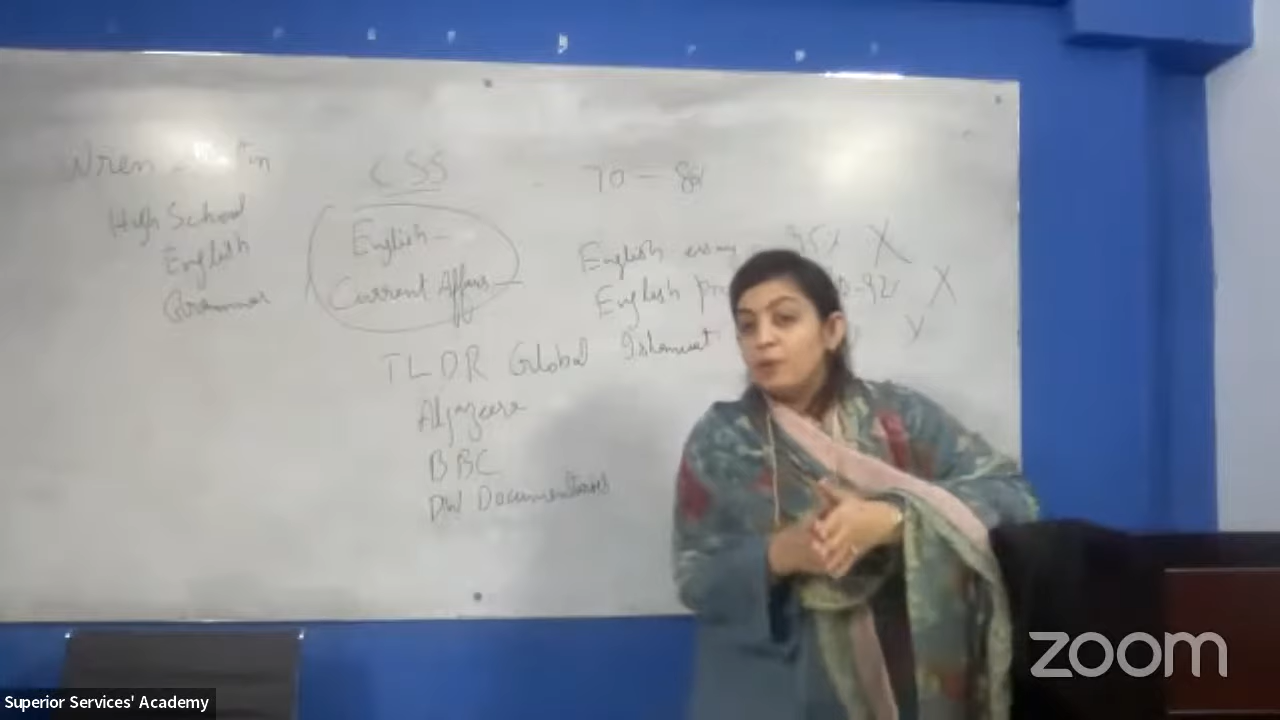 Wren
High School
English
Grammar
CSS
English -
Current Affairs -
70 -
English essay X
English X
TLDR Global
Aljazeera
BBC
DW Documentaries
zoom
Superior Services' Academy